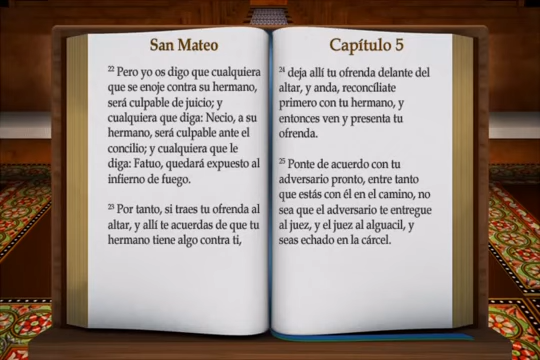 San Mateo
22 Pero yo os digo que cualquiera
que se enoje contra su hermano,
será culpable de juicio; y
cualquiera que diga: Necio, a su
hermano, será culpable ante el
concilio; y cualquiera que le
diga: Fatuo, quedará expuesto al
infierno de fuego.
23 Por tanto, si traes tu ofrenda al
altar, y allí te acuerdas de que tu
hermano tiene algo contra ti,
Capítulo 5
24 deja allí tu ofrenda delante del
altar, y anda, reconcíliate
primero con tu hermano, y
entonces ven y presenta tu
ofrenda.
25 Ponte de acuerdo con tu
adversario pronto, entre tanto
que estás con él en el camino, no
sea que el adversario te entregue
al juez, y el juez al alguacil, y
seas echado en la cárcel.